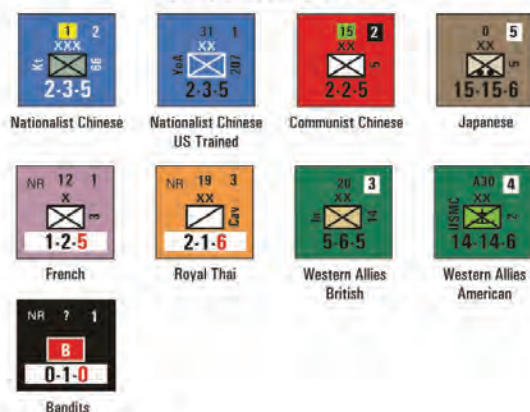 1 2
XXX
Kt 66
2-3-5
Nationalist Chinese
31 1
XX
YoA 207
2-3-5
Nationalist Chinese
US Trained
15 2
XX
5
2-2-5
Communist Chinese
0 5
XX
5
15-15-6
Japanese
NR 12 1
X
3
1-2-5
French
NR 19 3
XX
Cav
2-1-6
Royal Thai
20 3
XX
In 14
5-6-5
Western Allies
British
A30 4
XX
USMC 2
14-14-6
Western Allies
American
NR ? 1
B
0-1-0
Bandits